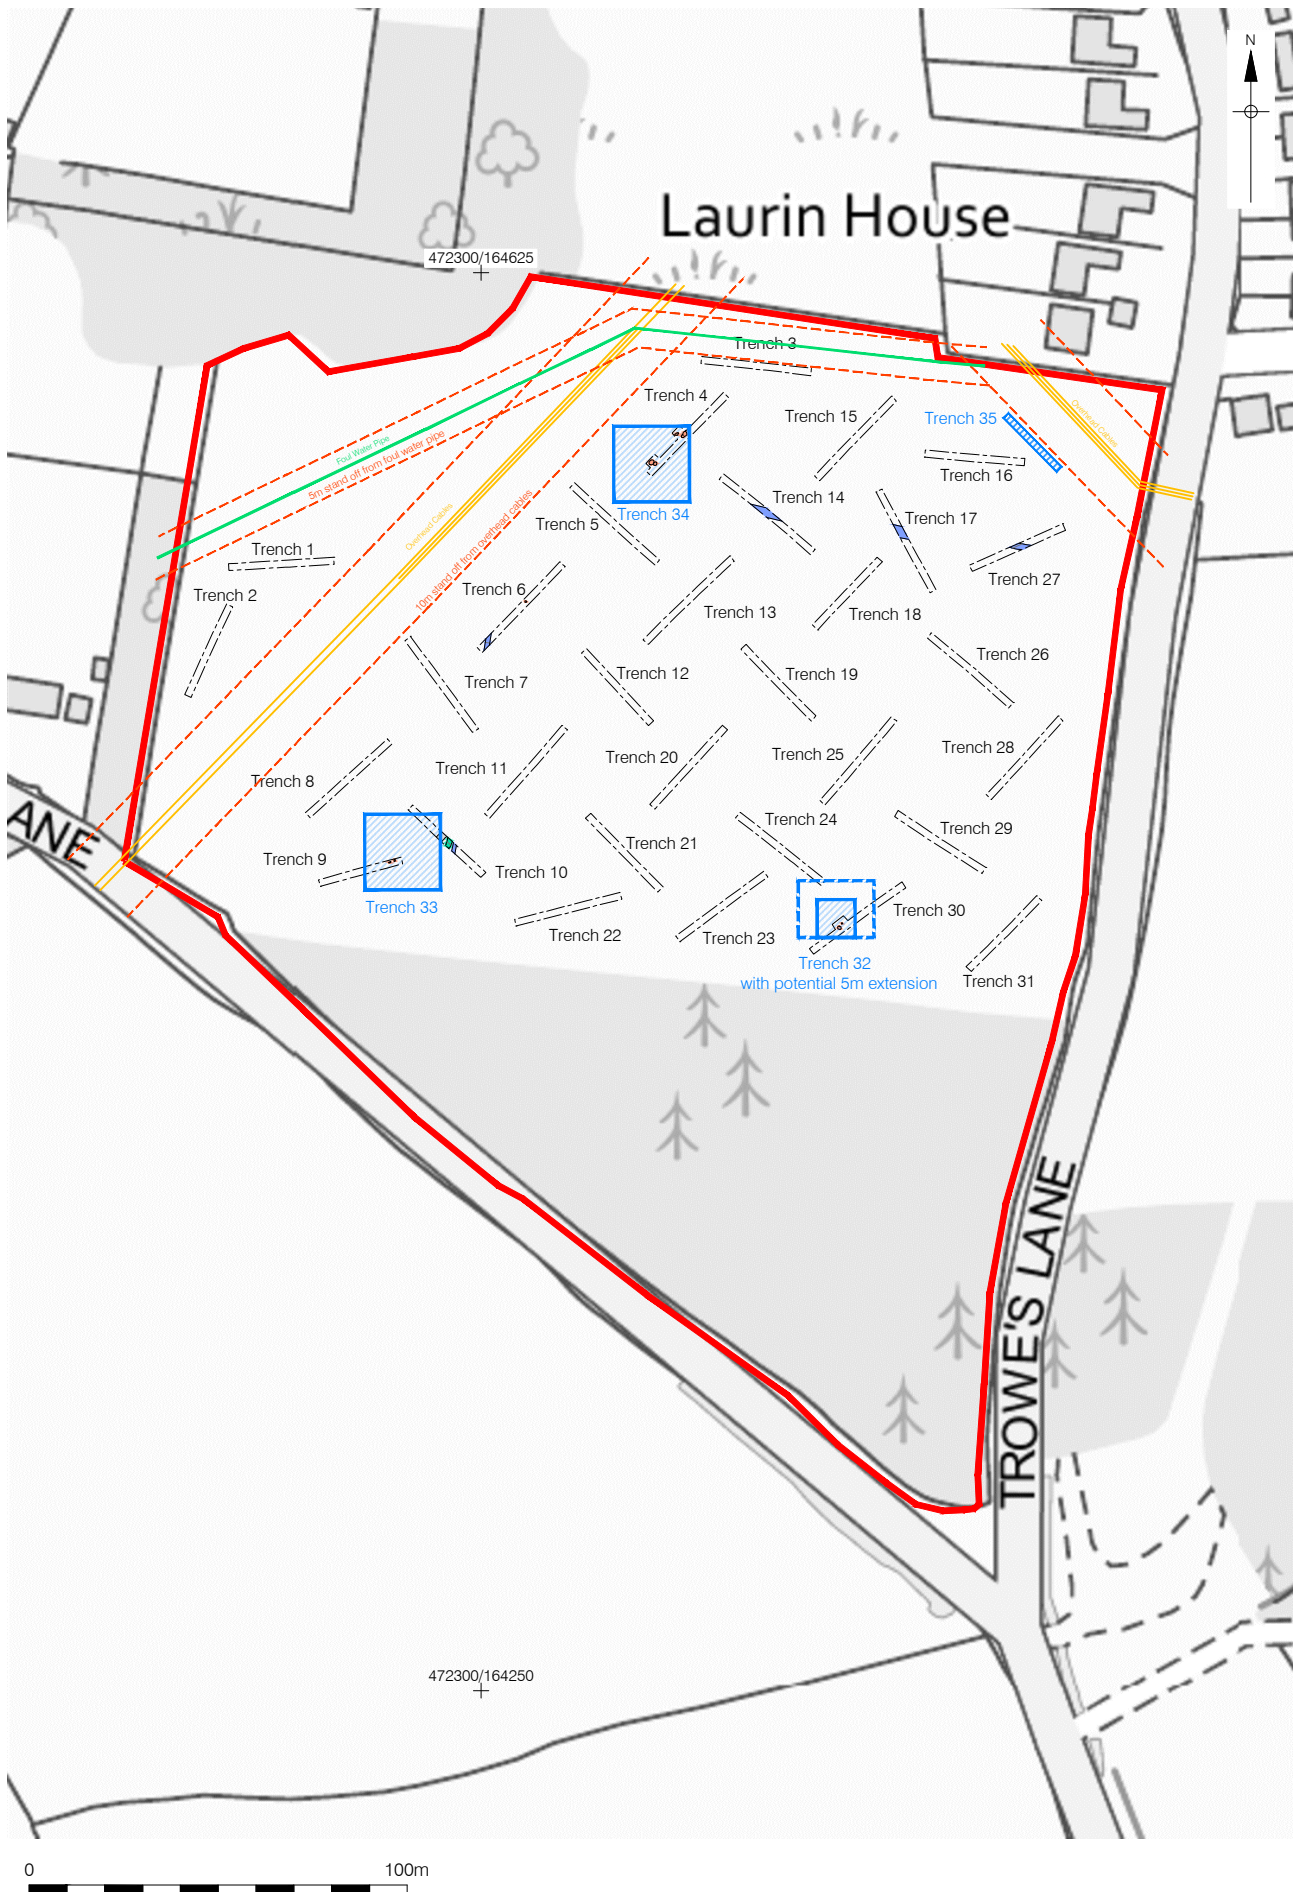 N
Laurin House
472300/164625
Trench 3
Trench 4
Trench 15
Trench 35
Overhead Cables
Foul Water Pipe
5m stand off from foul water pipe
Trench 16
Trench 14
Trench 34
Trench 5
Overhead Cables
10m stand off from overhead cables
Trench 17
Trench 1
Trench 27
Trench 2
Trench 6
Trench 13
Trench 18
Trench 26
Trench 12
Trench 19
Trench 7
Trench 28
Trench 25
Trench 20
Trench 11
Trench 8
ANE
Trench 24
Trench 29
Trench 21
Trench 9
Trench 10
Trench 33
Trench 30
Trench 22
Trench 23
Trench 32
with potential 5m extension
Trench 31
TROWE'S LANE
472300/164250
0
100m